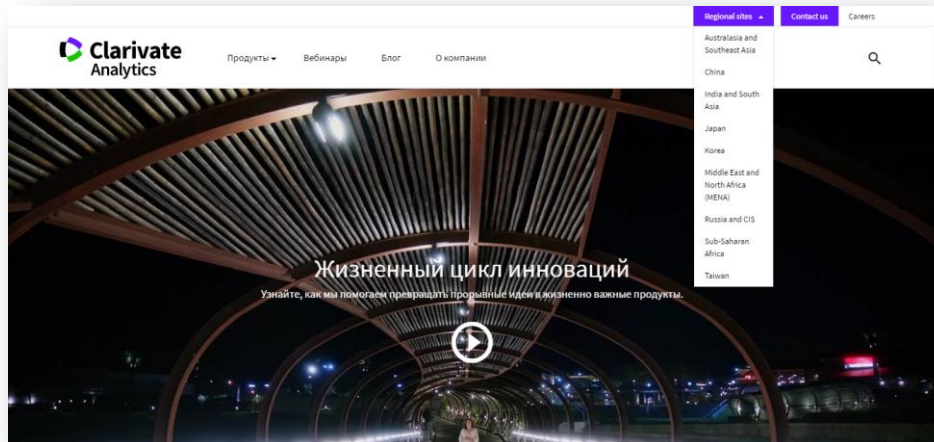 Regional sites
Contact us
Careers
Clarivate
Analytics
Продукты
Вебинары
Блог
О компании
Australasia and
Southeast Asia
China
India and South
Asia
Japan
Korea
Middle East and
North Africa
(MENA)
Russia and CIS
Sub-Saharan
Africa
Taiwan
Жизненный цикл инноваций
Узнайте, как мы помогаем превращать прорывные идеи в жизненно важные продукты.